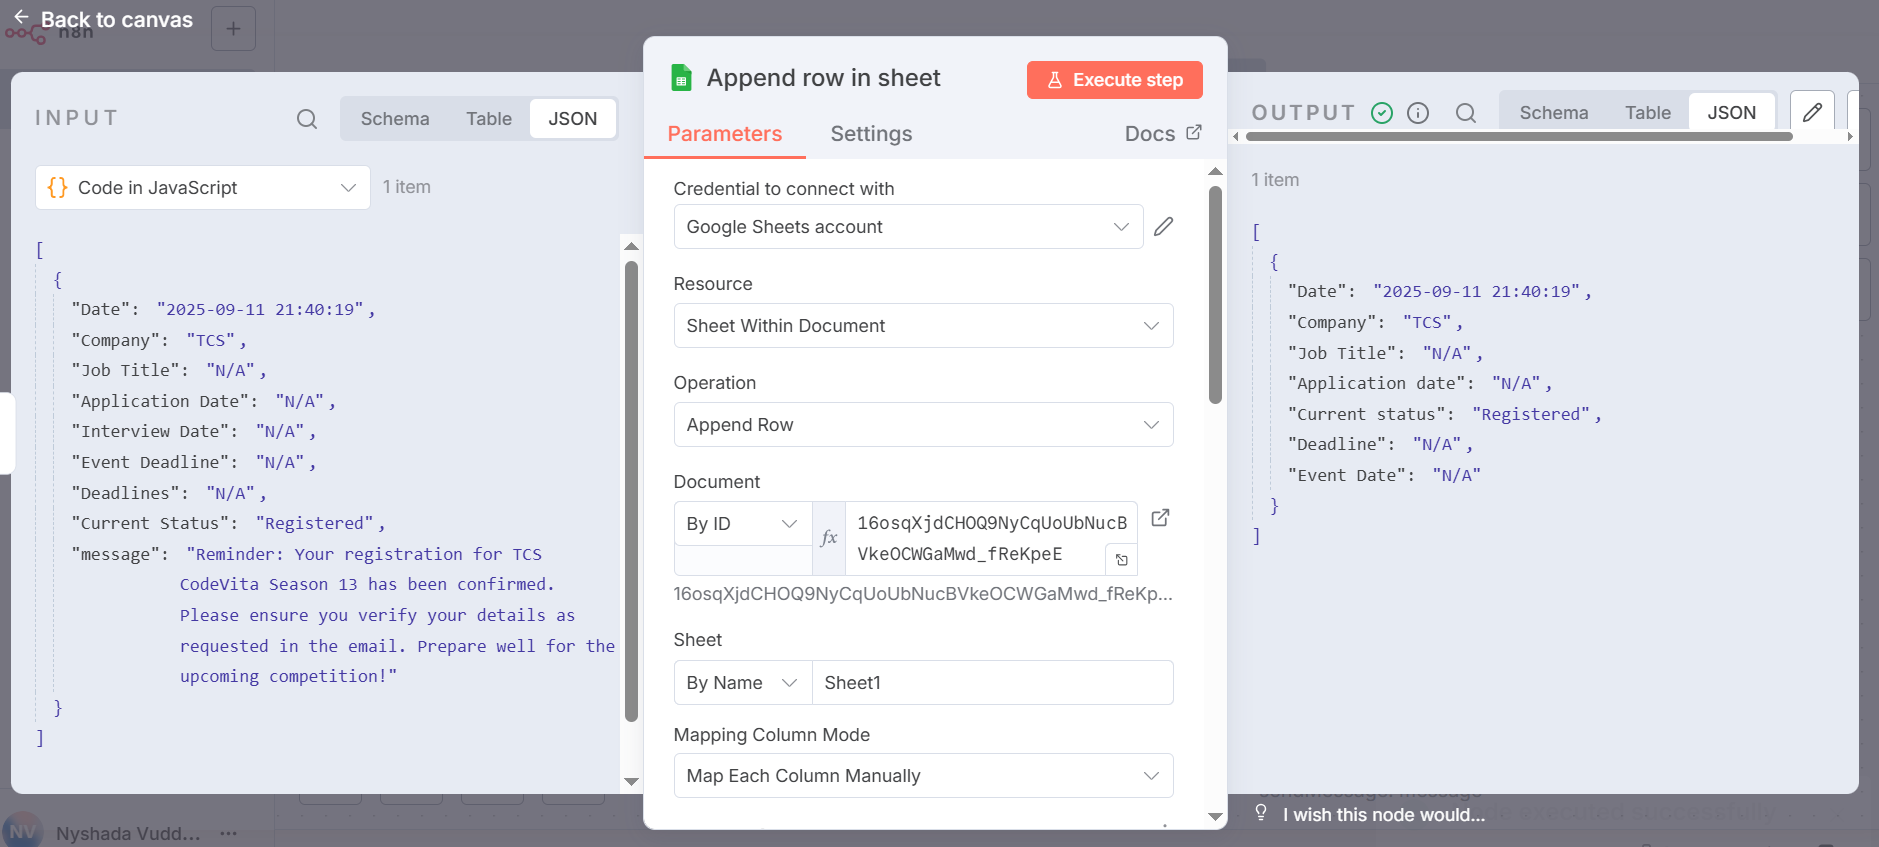 Back to canvas
n8n
INPUT
Schema
Table
JSON
Code in JavaScript
1 item
[
{
"Date": "2025-09-11 21:40:19",
"Company": "TCS",
"Job Title": "N/A",
"Application Date": "N/A",
"Interview Date": "N/A",
"Event Deadline": "N/A",
"Deadlines": "N/A",
"Current Status": "Registered",
"message": "Reminder: Your registration for TCS
CodeVita Season 13 has been confirmed.
Please ensure you verify your details as
requested in the email. Prepare well for the
upcoming competition!"
}
]
Append row in sheet
Execute step
Parameters
Settings
Docs
Credential to connect with
Google Sheets account
Resource
Sheet Within Document
Operation
Append Row
Document
By ID
fx
16osqXjdCHOQ9NyCqUoUbNucB
VkeOCWGaMwd_fReKpeE
16osqXjdCHOQ9NyCqUoUbNucBVkeOCWGaMwd_fReKp...
Sheet
By Name
Sheet1
Mapping Column Mode
Map Each Column Manually
OUTPUT
Schema
Table
JSON
1 item
[
{
"Date": "2025-09-11 21:40:19",
"Company": "TCS",
"Job Title": "N/A",
"Application date": "N/A",
"Current status": "Registered",
"Deadline": "N/A",
"Event Date": "N/A"
}
]
I wish this node would...
NV
Nyshada Vudd...